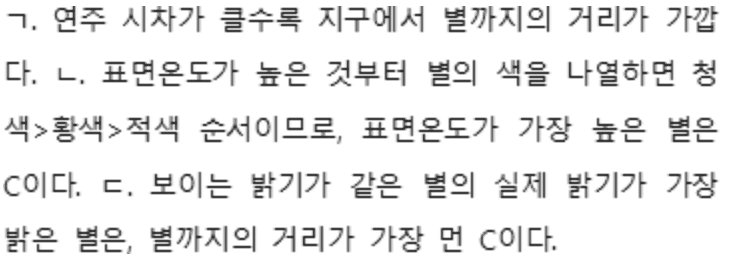 ㄱ. 연주 시차가 클수록 지구에서 별까지의 거리가 가깝
다. ㄴ. 표면온도가 높은 것부터 별의 색을 나열하면 청
색>황색>적색 순서이므로, 표면온도가 가장 높은 별은
C이다. ㄷ. 보이는 밝기가 같은 별의 실제 밝기가 가장
밝은 별은, 별까지의 거리가 가장 먼 C이다.